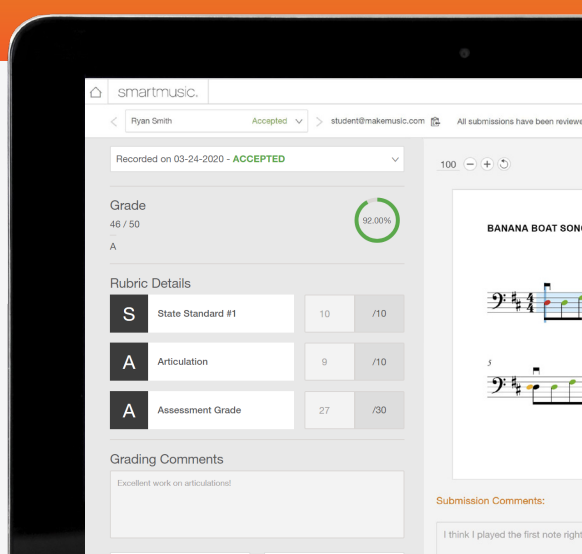 smartmusic.
Ryan Smith Accepted student@makemusic.com All submissions have been reviewe
Recorded on 03-24-2020 - ACCEPTED
100
Grade
46 / 50
A
92.00%
BANANA BOAT SON
Rubric Details
S State Standard #1 10 /10
A Articulation 9 /10
5
A Assessment Grade 27 /30
Grading Comments
Excellent work on articulations!
Submission Comments:
I think I played the first note right